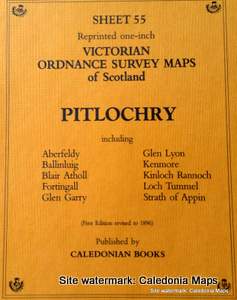 SHEET 55
Reprinted one-inch
VICTORIAN
ORDNANCE SURVEY MAPS
of Scotland
PITLOCHRY
including
Aberfeldy
Ballinluig
Blair Atholl
Fortingall
Glen Garry
Glen Lyon
Kenmore
Kinloch Rannoch
Loch Tummel
Strath of Appin
(First Edition revised to 1896)
Published by
CALEDONIAN BOOKS
Site watermark: Caledonia Maps
Site watermark: Caledonia Maps